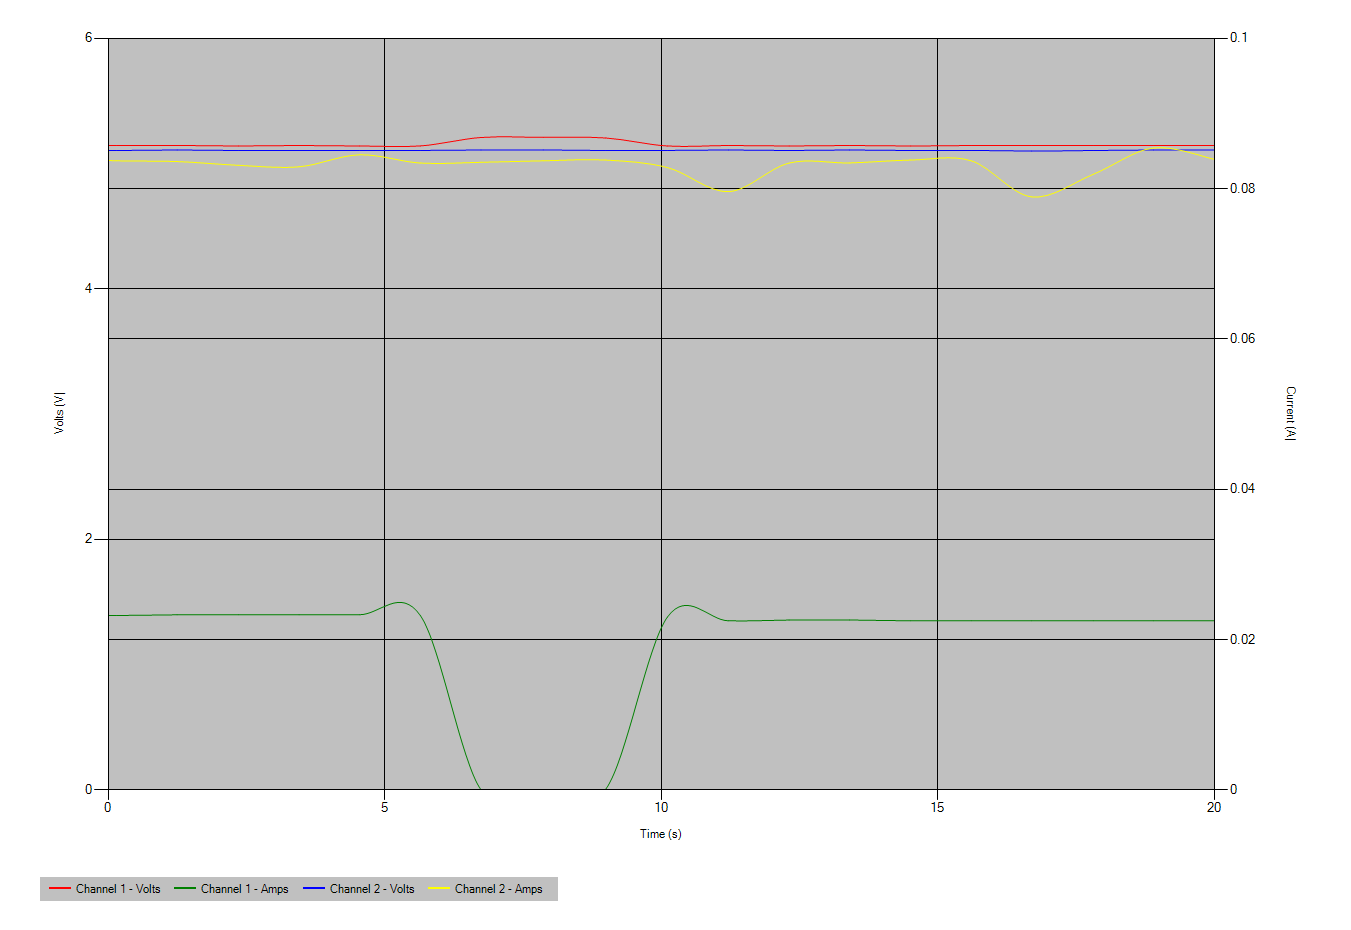 6
0.1
0.08
4
0.06
Volts (V)
Current (A)
0.04
2
0.02
0
0
0
5
10
15
20
Time (s)
Channel 1 - Volts
Channel 1 - Amps
Channel 2 - Volts
Channel 2 - Amps